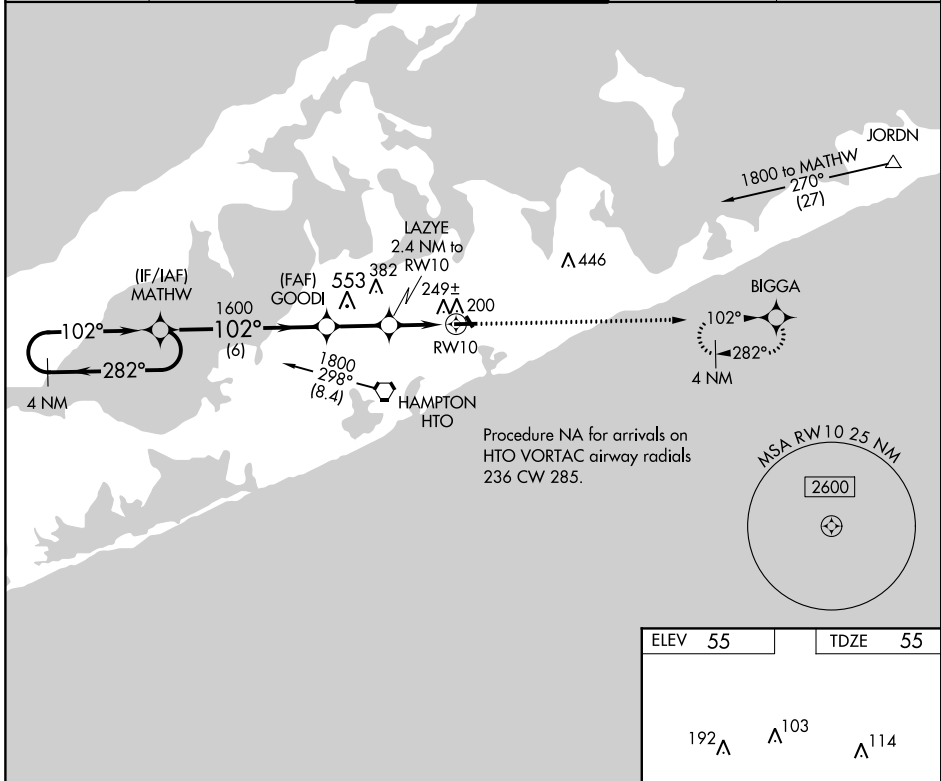 JORDN
1800 to MATHW
270°
(27)
LAZYE
2.4 NM to
RW10
446
(IF/IAF)
MATHW
(FAF)
GOODI
553
382
249±
200
BIGGA
1600
102°
102°
(6)
RW10
102°
282°
282°
4 NM
4 NM
1800
298°
(8.4)
HAMPTON
HTO
Procedure NA for arrivals on
HTO VORTAC airway radials
236 CW 285.
MSA RW10 25 NM
2600
ELEV 55
TDZE 55
192
103
114